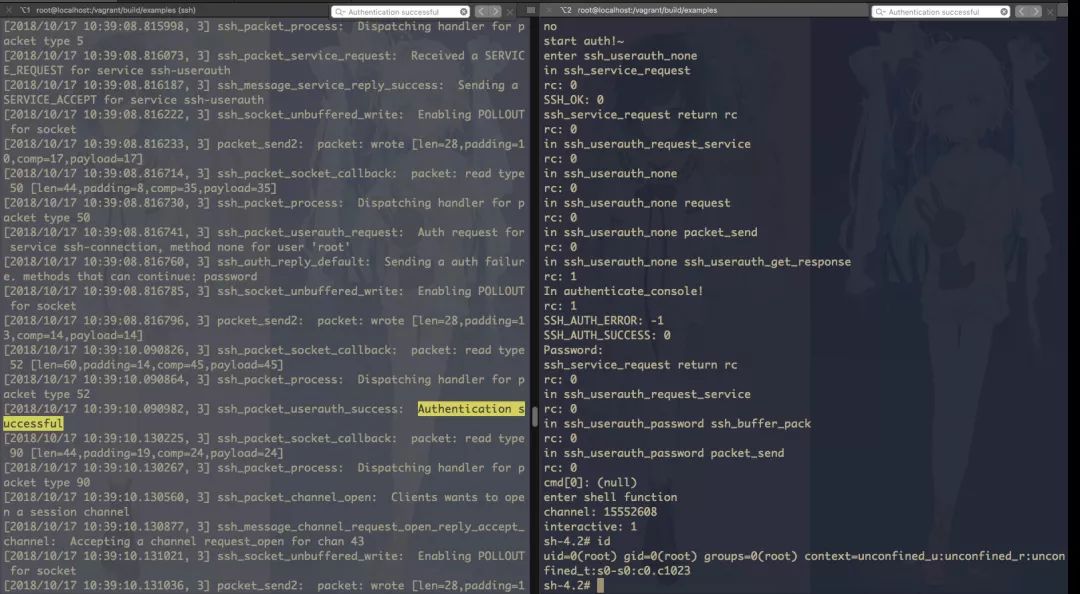 ⌥1 root@localhost:/vagrant/build/examples (ssh)
Authentication successful
[2018/10/17 10:39:08.815998, 3] ssh_packet_process:  Dispatching handler for p
acket type 5
[2018/10/17 10:39:08.816073, 3] ssh_packet_service_request:  Received a SERVIC
E_REQUEST for service ssh-userauth
[2018/10/17 10:39:08.816187, 3] ssh_message_service_reply_success:  Sending a
SERVICE_ACCEPT for service ssh-userauth
[2018/10/17 10:39:08.816222, 3] ssh_socket_unbuffered_write:  Enabling POLLOUT
 for socket
[2018/10/17 10:39:08.816233, 3] packet_send2:  packet: wrote [len=28,padding=1
0,comp=17,payload=17]
[2018/10/17 10:39:08.816714, 3] ssh_packet_socket_callback:  packet: read type
 50 [len=44,padding=8,comp=35,payload=35]
[2018/10/17 10:39:08.816730, 3] ssh_packet_process:  Dispatching handler for p
acket type 50
[2018/10/17 10:39:08.816741, 3] ssh_packet_userauth_request:  Auth request for
 service ssh-connection, method none for user 'root'
[2018/10/17 10:39:08.816760, 3] ssh_auth_reply_default:  Sending a auth failur
e. methods that can continue: password
[2018/10/17 10:39:08.816785, 3] ssh_socket_unbuffered_write:  Enabling POLLOUT
 for socket
[2018/10/17 10:39:08.816796, 3] packet_send2:  packet: wrote [len=28,padding=1
3,comp=14,payload=14]
[2018/10/17 10:39:10.090826, 3] ssh_packet_socket_callback:  packet: read type
 52 [len=60,padding=14,comp=45,payload=45]
[2018/10/17 10:39:10.090864, 3] ssh_packet_process:  Dispatching handler for p
acket type 52
[2018/10/17 10:39:10.090982, 3] ssh_packet_userauth_success:  Authentication s
uccessful
[2018/10/17 10:39:10.130225, 3] ssh_packet_socket_callback:  packet: read type
 90 [len=44,padding=19,comp=24,payload=24]
[2018/10/17 10:39:10.130267, 3] ssh_packet_process:  Dispatching handler for p
acket type 90
[2018/10/17 10:39:10.130560, 3] ssh_packet_channel_open:  Clients wants to ope
n a session channel
[2018/10/17 10:39:10.130877, 3] ssh_message_channel_request_open_reply_accept_
channel:  Accepting a channel request_open for chan 43
[2018/10/17 10:39:10.131021, 3] ssh_socket_unbuffered_write:  Enabling POLLOUT
 for socket
[2018/10/17 10:39:10.131036, 3] packet_send2:  packet: wrote [len=28,padding=1
⌥2 root@localhost:/vagrant/build/examples
Authentication successful
no
start auth!~
enter ssh_userauth_none
in ssh_service_request
rc: 0
SSH_OK: 0
ssh_service_request return rc
rc: 0
in ssh_userauth_request_service
rc: 0
in ssh_userauth_none
rc: 0
in ssh_userauth_none request
rc: 0
in ssh_userauth_none packet_send
rc: 0
in ssh_userauth_none ssh_userauth_get_response
rc: 1
In authenticate_console!
rc: 1
SSH_AUTH_ERROR: -1
SSH_AUTH_SUCCESS: 0
Password:
ssh_service_request return rc
rc: 0
in ssh_userauth_request_service
rc: 0
in ssh_userauth_password ssh_buffer_pack
rc: 0
in ssh_userauth_password packet_send
rc: 0
cmd[0]: (null)
enter shell function
channel: 15552608
interactive: 1
sh-4.2# id
uid=0(root) gid=0(root) groups=0(root) context=unconfined_u:unconfined_r:uncon
fined_t:s0-s0:c0.c1023
sh-4.2#